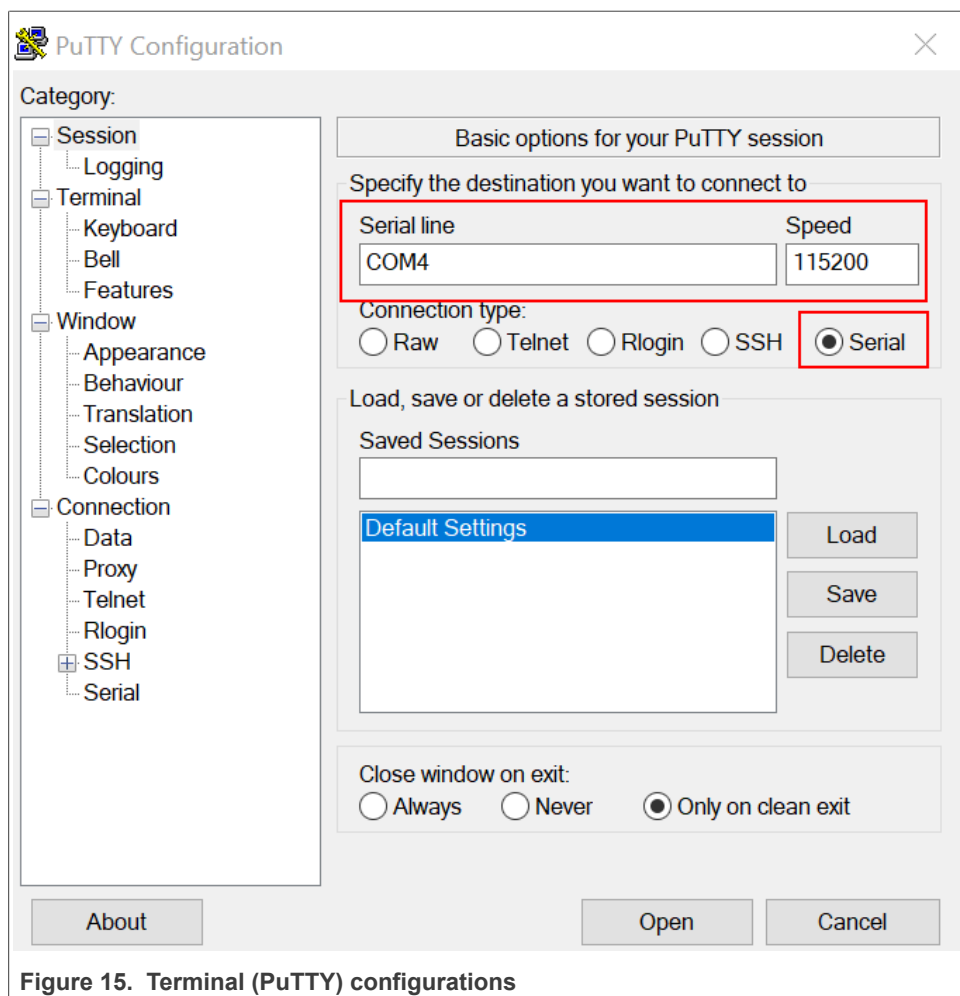 PuTTY Configuration
Category:
Session
Logging
Terminal
Keyboard
Bell
Features
Window
Appearance
Behaviour
Translation
Selection
Colours
Connection
Data
Proxy
Telnet
Rlogin
SSH
Serial
Basic options for your PuTTY session
Specify the destination you want to connect to
Serial line Speed
COM4 115200
Connection type:
Raw Telnet Rlogin SSH Serial
Load, save or delete a stored session
Saved Sessions
Default Settings
Load
Save
Delete
Close window on exit:
Always Never Only on clean exit
About Open Cancel
Figure 15. Terminal (PuTTY) configurations